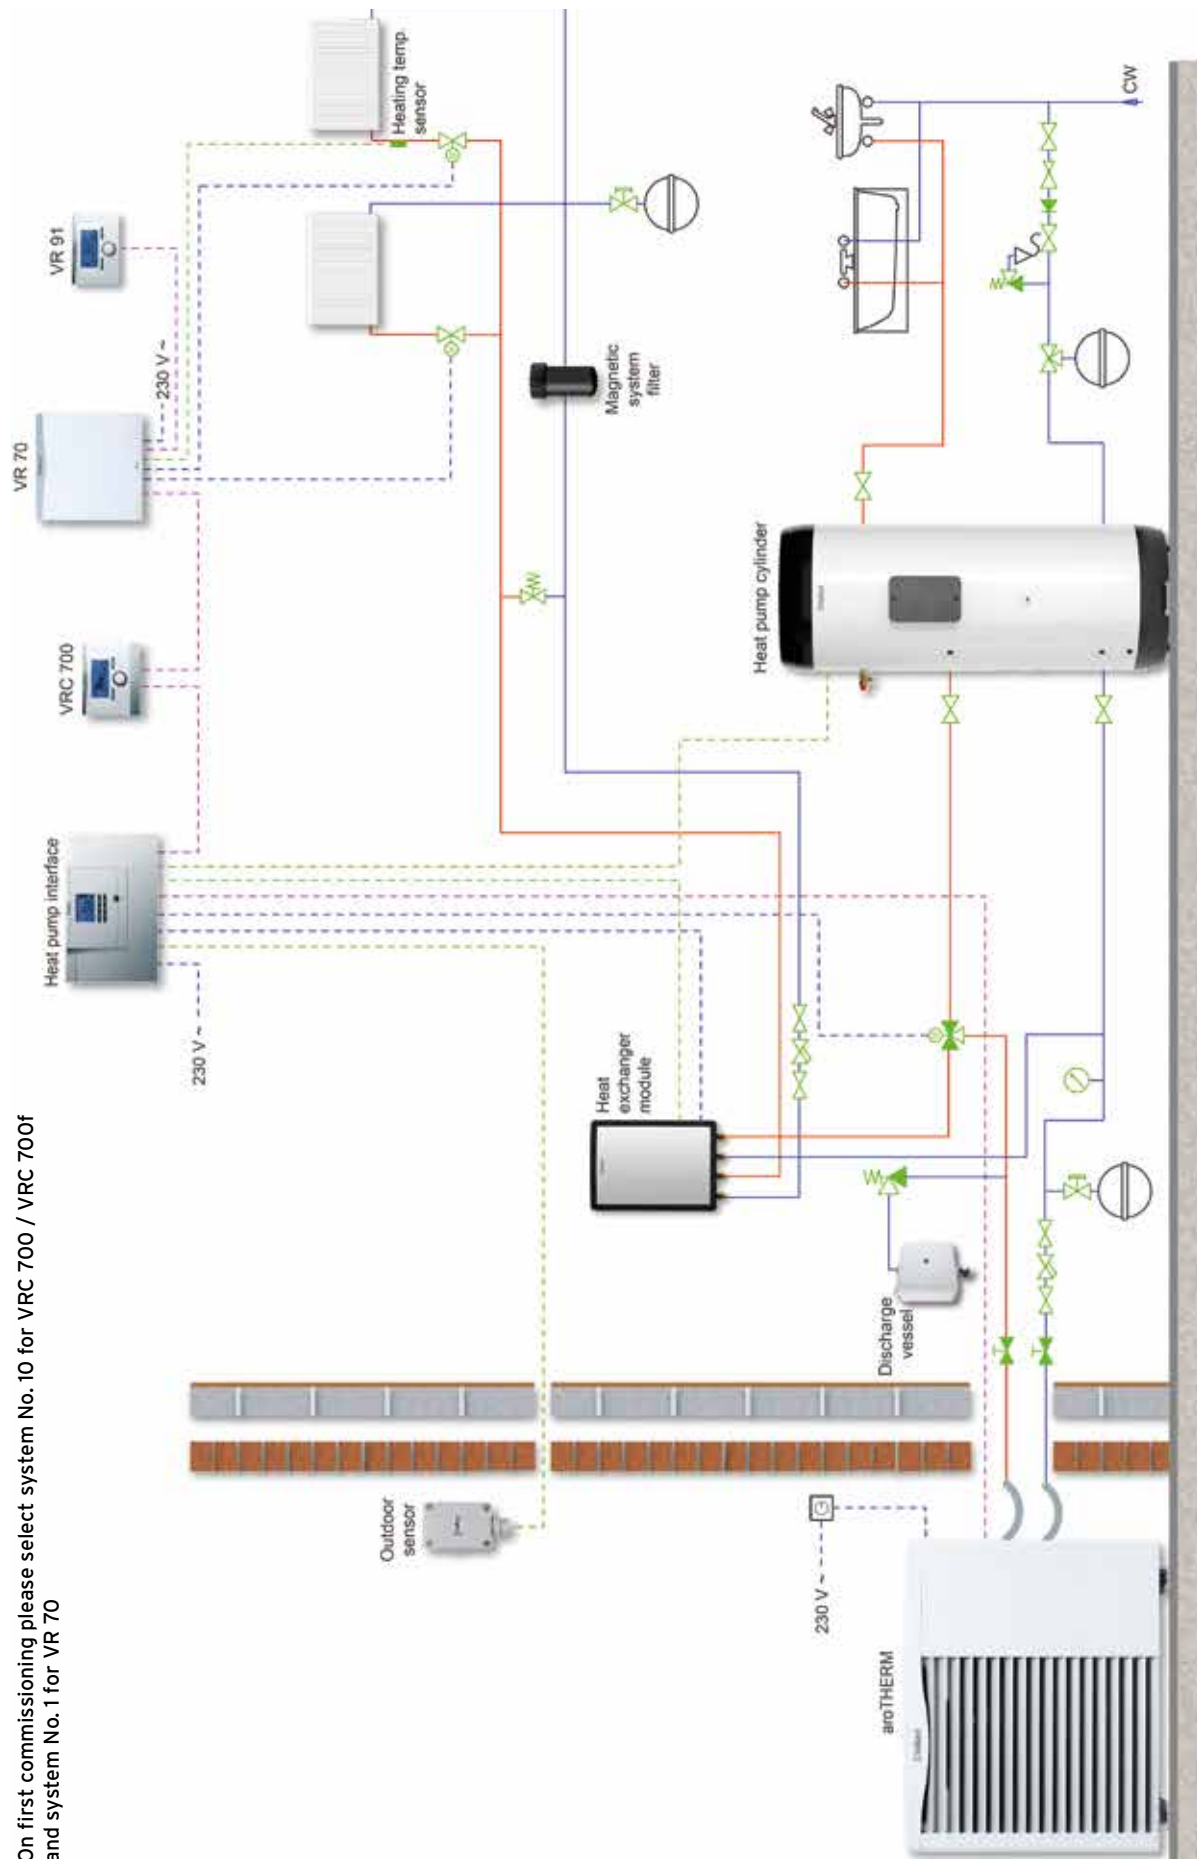 On first commissioning please select system No. 10 for VRC 700 / VRC 700f
and system No. 1 for VR 70
Heat pump interface
VRC 700
VR 70
VR 91
230 V ~
230 V ~
Heating temp.
sensor
Outdoor
sensor
Heat
exchanger
module
Magnetic
system
filter
Heat pump cylinder
Discharge
vessel
230 V ~
aroTHERM
CW